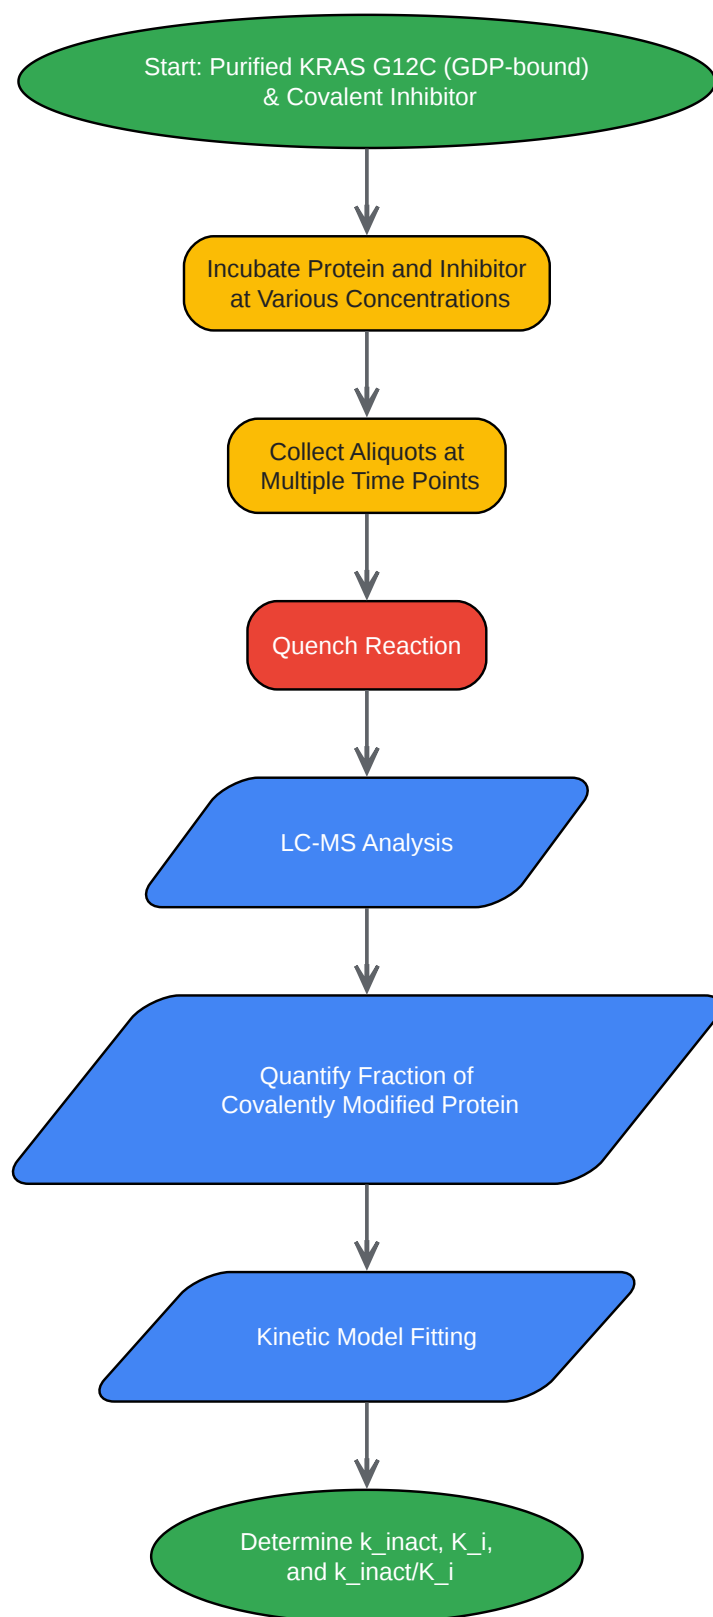 Start: Purified KRAS G12C (GDP-bound)
& Covalent Inhibitor
Incubate Protein and Inhibitor
at Various Concentrations
Collect Aliquots at
Multiple Time Points
Quench Reaction
LC-MS Analysis
Quantify Fraction of
Covalently Modified Protein
Kinetic Model Fitting
Determine k_inact, K_i,
and k_inact/K_i